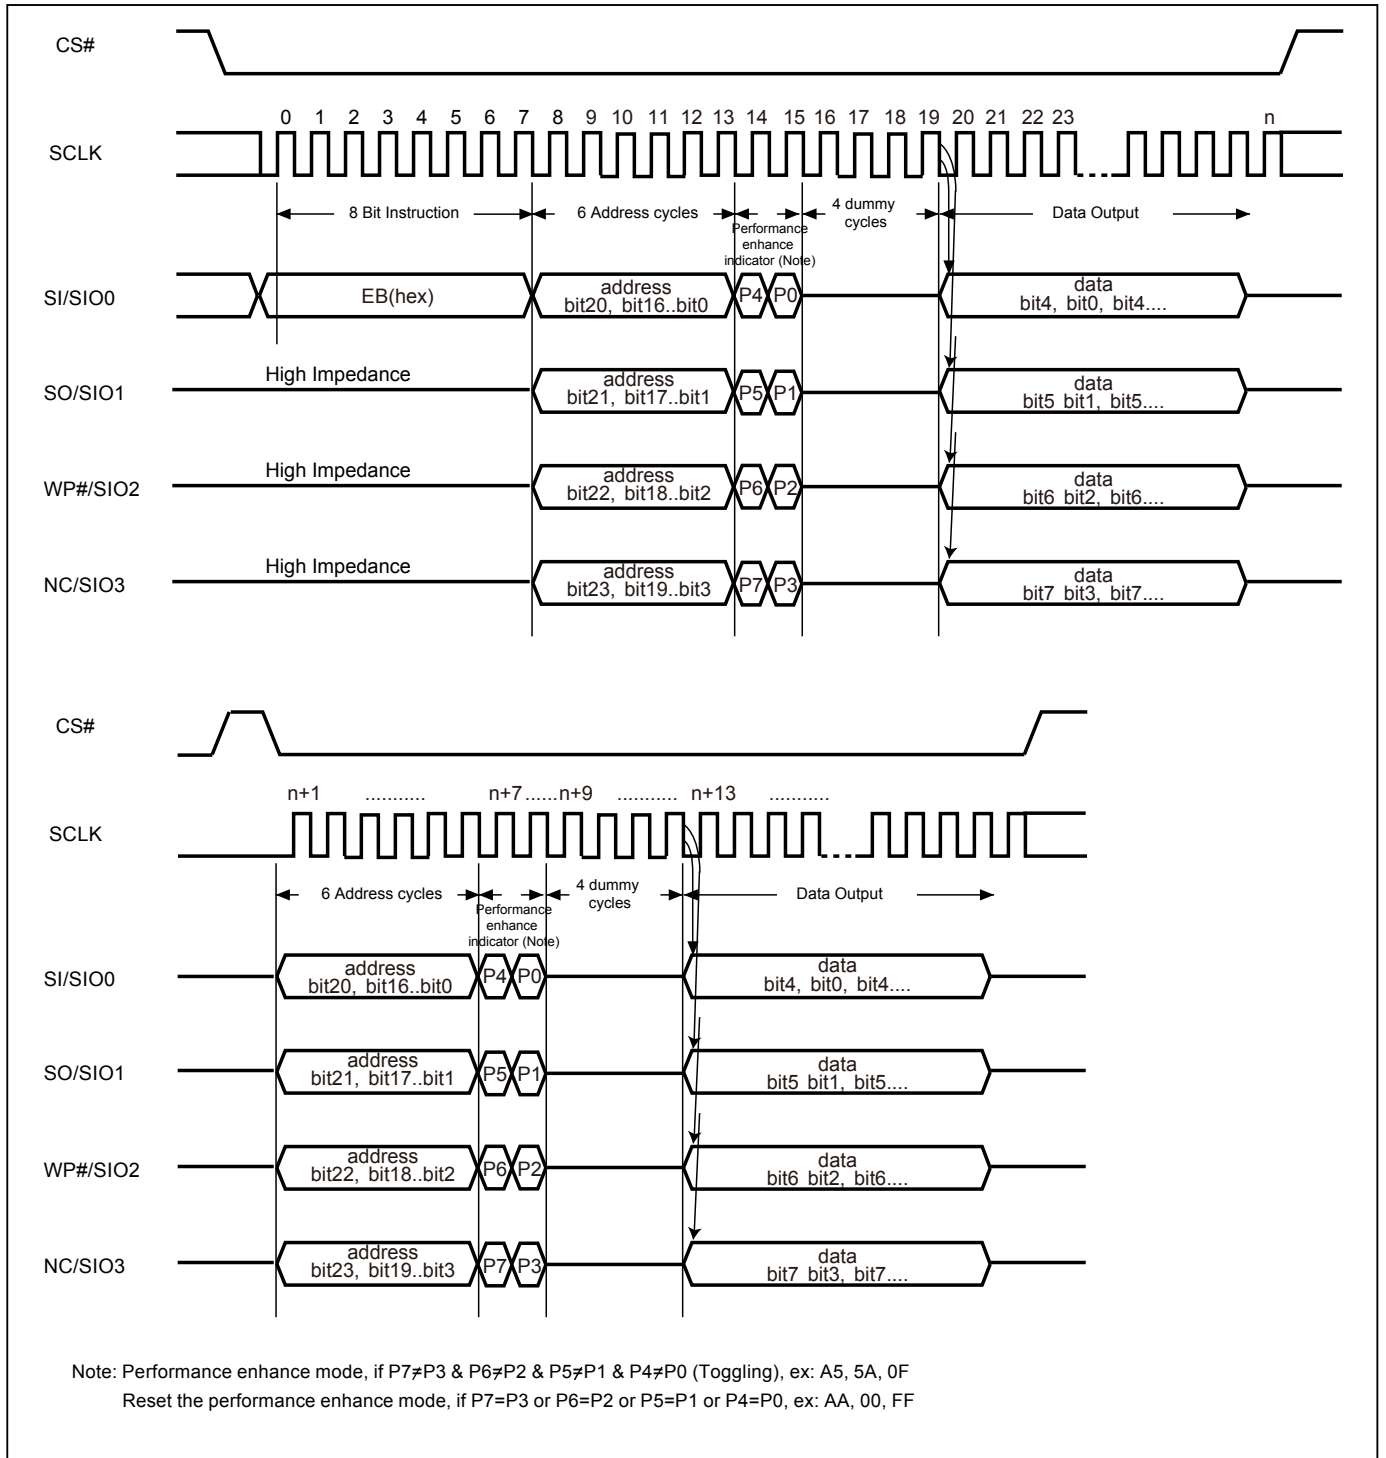 CS#
0 1 2 3 4 5 6 7 8 9 10 11 12 13 14 15 16 17 18 19 20 21 22 23 n
SCLK
8 Bit Instruction
6 Address cycles
Performance
enhance
indicator (Note)
4 dummy
cycles
Data Output
SI/SIO0
EB(hex)
address
bit20, bit16..bit0
P4 P0
data
bit4, bit0, bit4....
SO/SIO1
High Impedance
address
bit21, bit17..bit1
P5 P1
data
bit5 bit1, bit5....
WP#/SIO2
High Impedance
address
bit22, bit18..bit2
P6 P2
data
bit6 bit2, bit6....
NC/SIO3
High Impedance
address
bit23, bit19..bit3
P7 P3
data
bit7 bit3, bit7....
CS#
n+1 ........... n+7 ......n+9 ........... n+13 ...........
SCLK
6 Address cycles
Performance
enhance
indicator (Note)
4 dummy
cycles
Data Output
SI/SIO0
address
bit20, bit16..bit0
P4 P0
data
bit4, bit0, bit4....
SO/SIO1
address
bit21, bit17..bit1
P5 P1
data
bit5 bit1, bit5....
WP#/SIO2
address
bit22, bit18..bit2
P6 P2
data
bit6 bit2, bit6....
NC/SIO3
address
bit23, bit19..bit3
P7 P3
data
bit7 bit3, bit7....
Note: Performance enhance mode, if P7≠P3 & P6≠P2 & P5≠P1 & P4≠P0 (Toggling), ex: A5, 5A, 0F
Reset the performance enhance mode, if P7=P3 or P6=P2 or P5=P1 or P4=P0, ex: AA, 00, FF